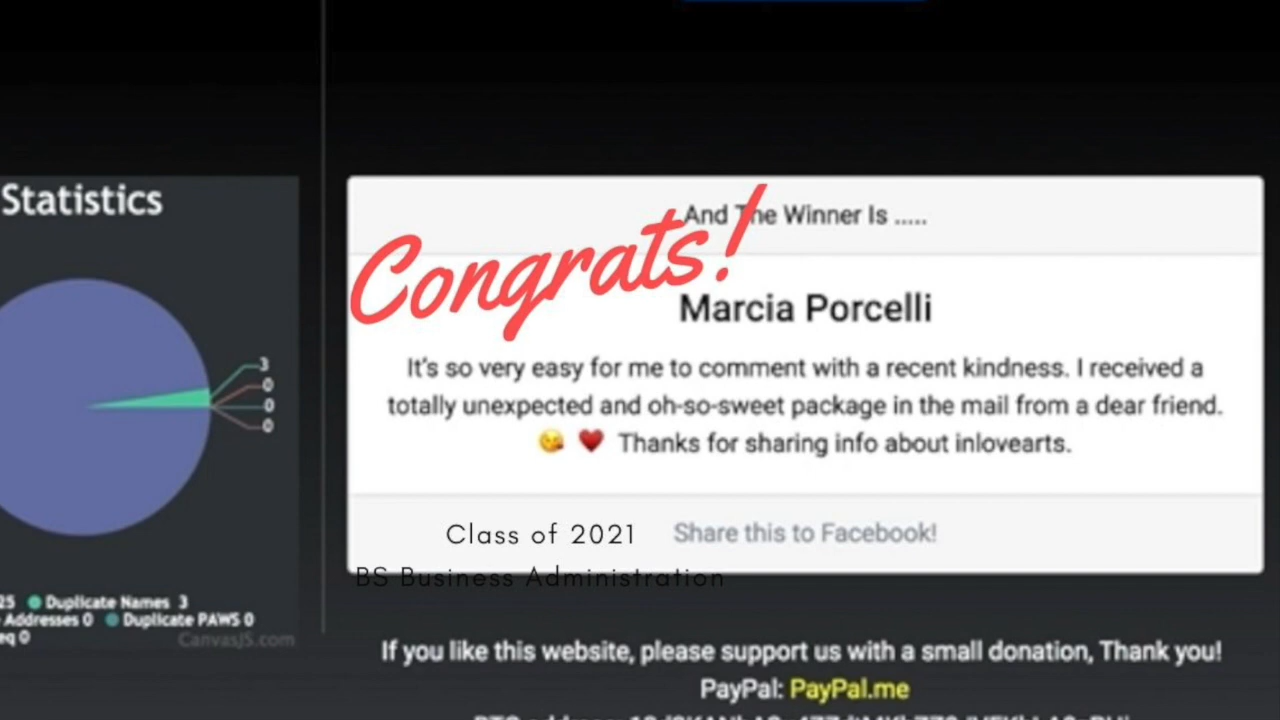 Statistics
3
0
0
0
25 Duplicate Names 3
Addresses 0 Duplicate PAWS 0
eq 0
CanvasJS.com
And The Winner Is .....
Congrats!
Marcia Porcelli
It's so very easy for me to comment with a recent kindness. I received a
totally unexpected and oh-so-sweet package in the mail from a dear friend.
😘 ♥ Thanks for sharing info about inlovearts.
Class of 2021
Share this to Facebook!
BS Business Administration
If you like this website, please support us with a small donation, Thank you!
PayPal: PayPal.me